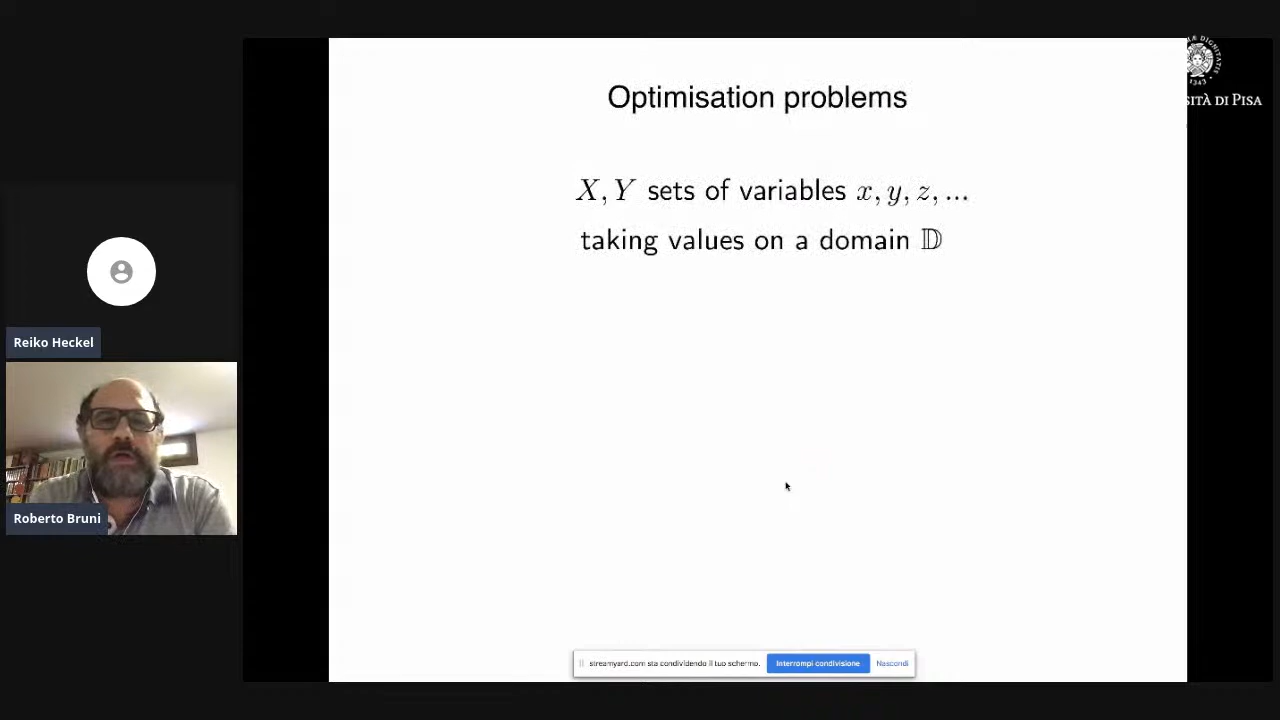 Optimisation problems
X, Y sets of variables x, y, z, ...
taking values on a domain 𝔻
SITÀ DI PISA
1343
Reiko Heckel
Roberto Bruni
streamyard.com sta condividendo il tuo schermo. Interrompi condivisione Nascondi